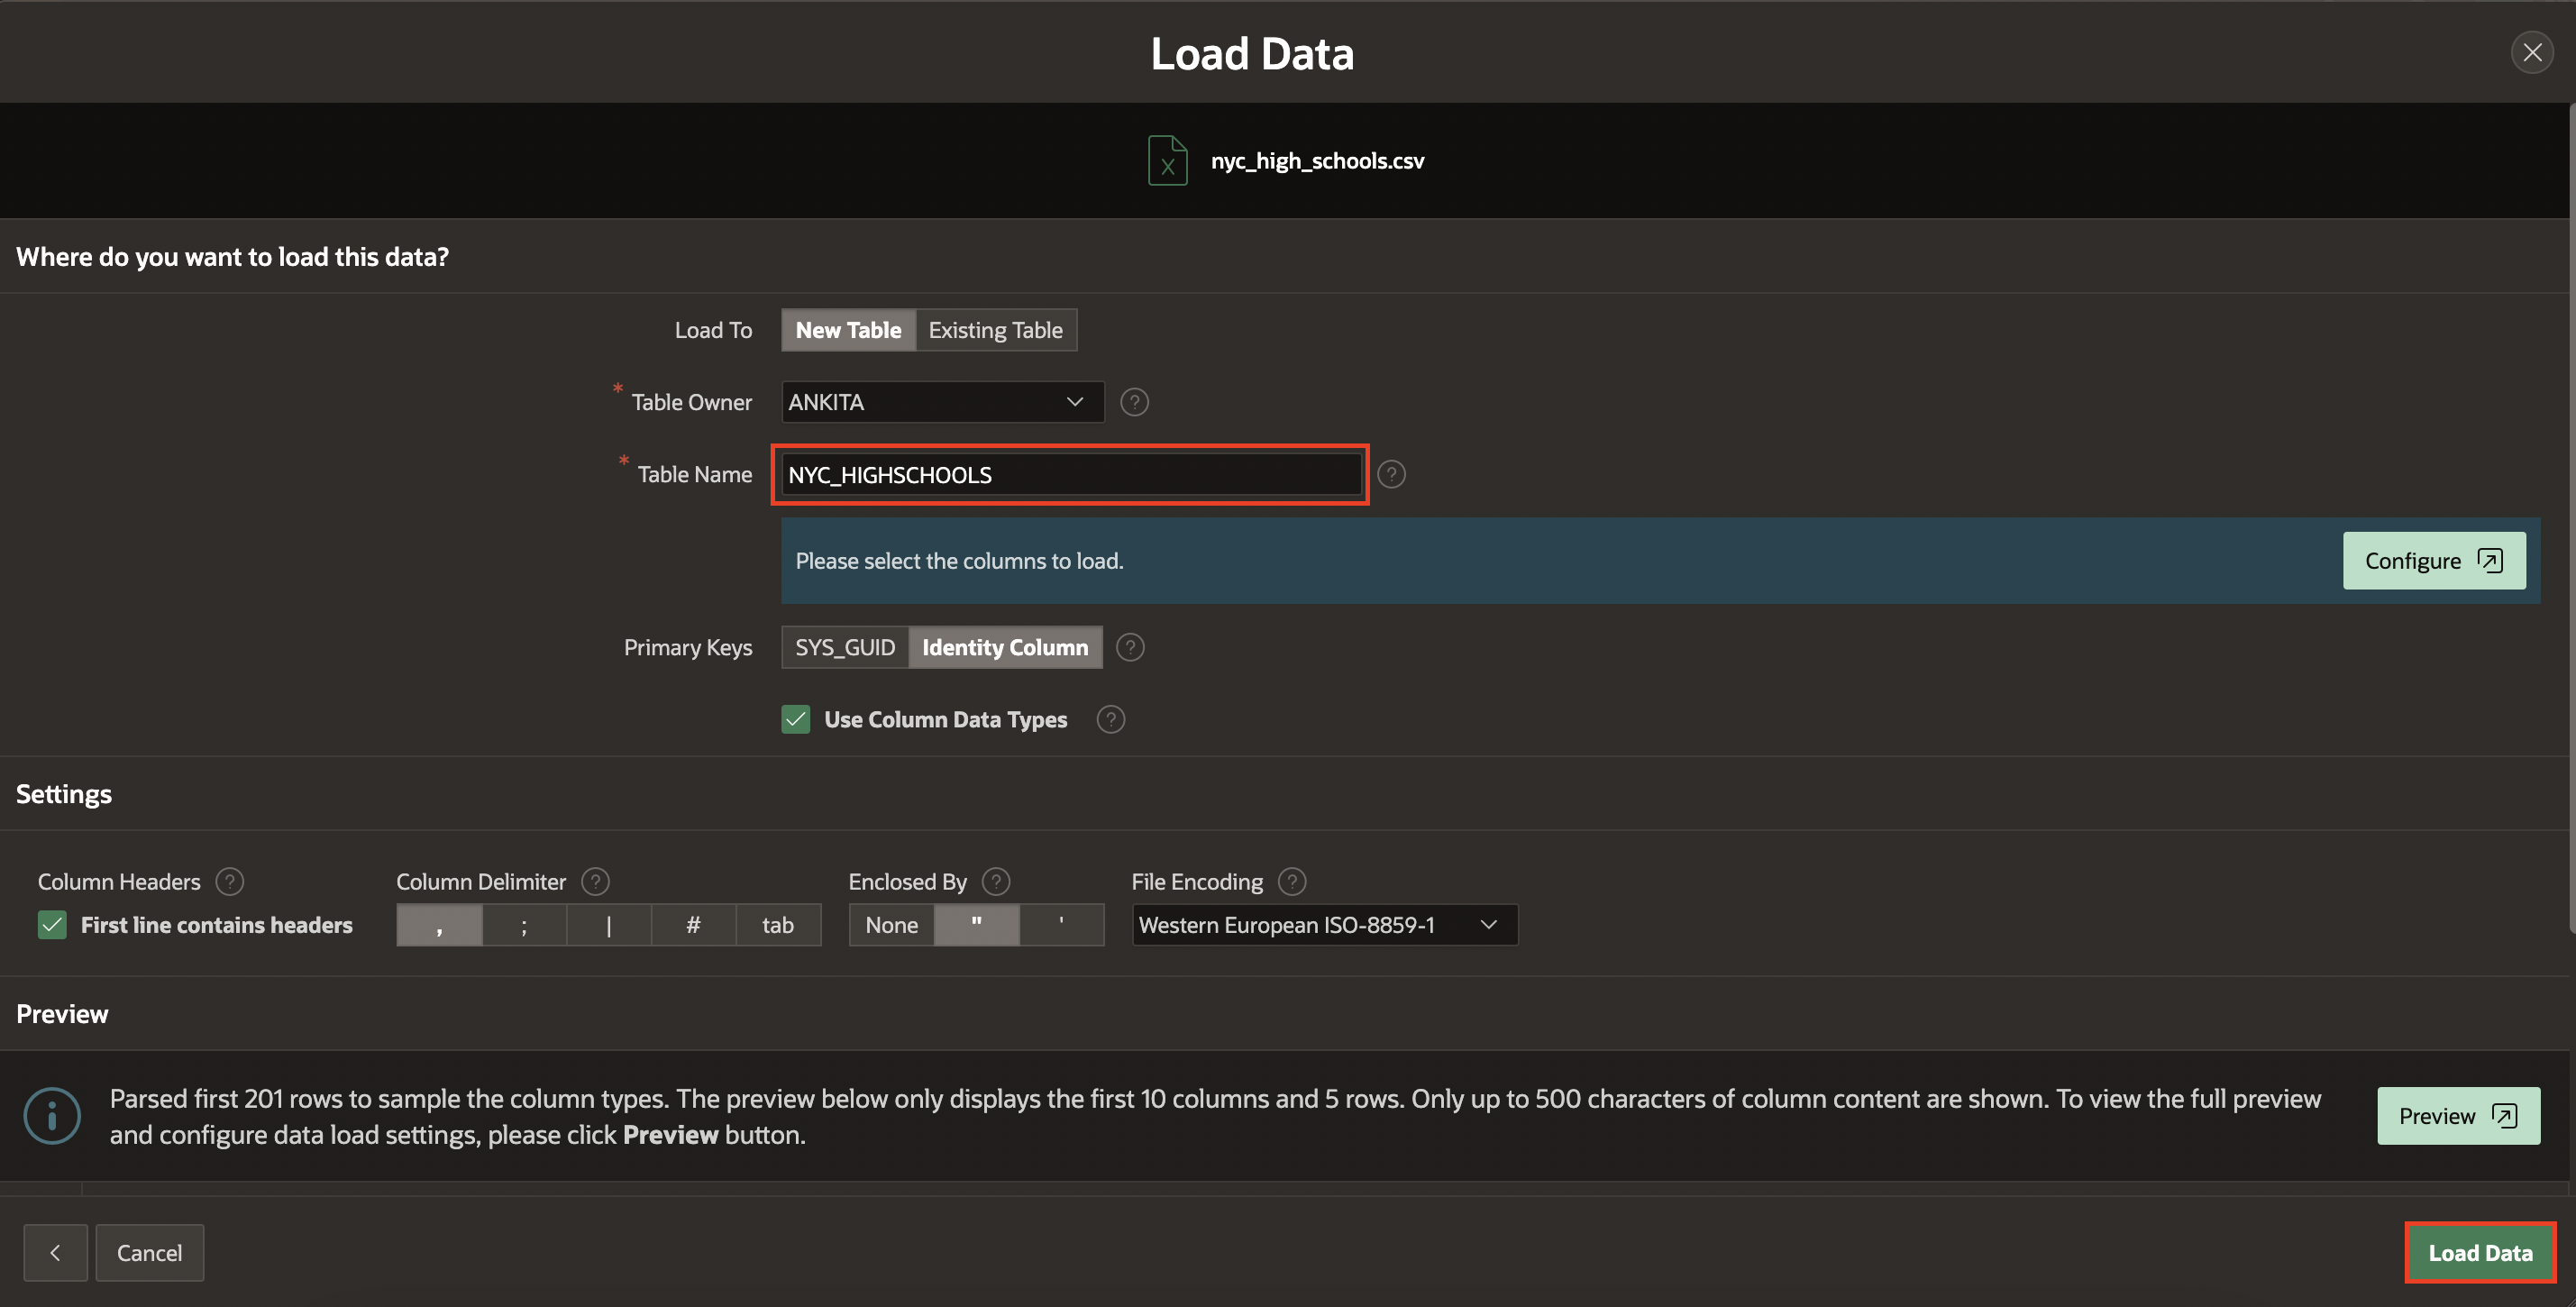 Load Data
nyc_high_schools.csv
Where do you want to load this data?
Load To New Table Existing Table
* Table Owner ANKITA ?
* Table Name NYC_HIGHSCHOOLS ?
Please select the columns to load. Configure
Primary Keys SYS_GUID Identity Column ?
Use Column Data Types ?
Settings
Column Headers ? Column Delimiter ? Enclosed By ? File Encoding ?
First line contains headers , ; | # tab None " ' Western European ISO-8859-1
Preview
Parsed first 201 rows to sample the column types. The preview below only displays the first 10 columns and 5 rows. Only up to 500 characters of column content are shown. To view the full preview
and configure data load settings, please click Preview button.
Preview
Cancel Load Data